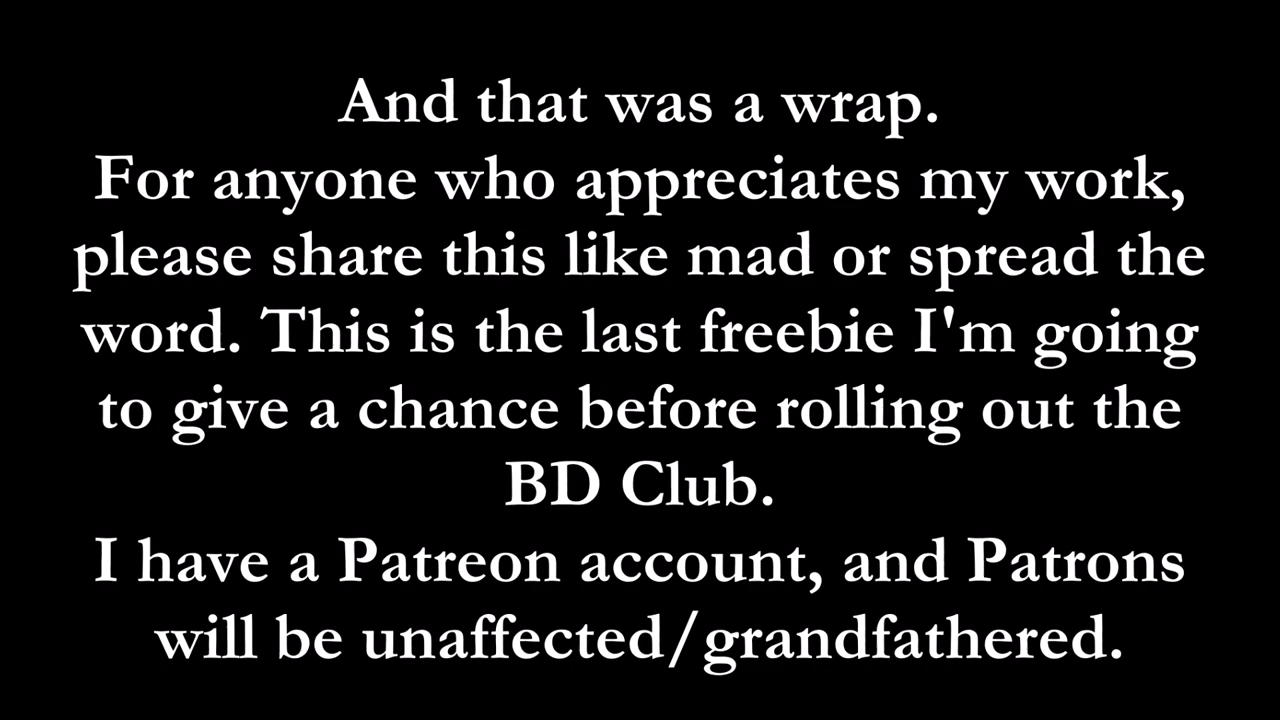 And that was a wrap.
For anyone who appreciates my work,
please share this like mad or spread the
word. This is the last freebie I'm going
to give a chance before rolling out the
BD Club.
I have a Patreon account, and Patrons
will be unaffected/grandfathered.